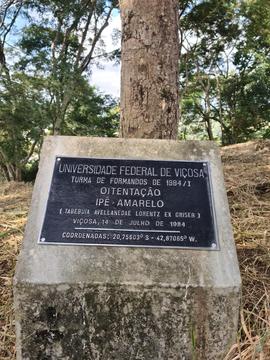 UNIVERSIDADE FEDERAL DE VIÇOSA
TURMA DE FORMANDOS DE 1984/I
OITENTAÇÃO
IPÊ-AMARELO
(TABEBUIA AVELLANEDAE LORENTZ EX GRISEB)
VIÇOSA, 14 DE JULHO DE 1984
COORDENADAS: 20,75603° S - 42,87065° W.